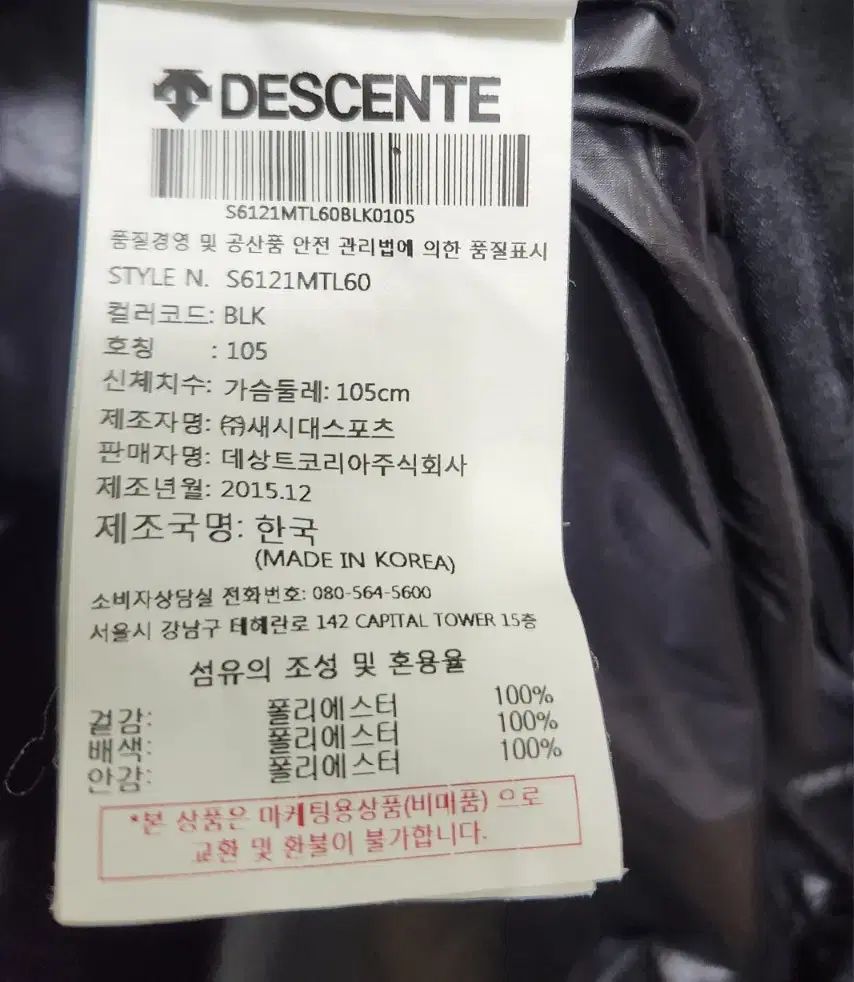 DESCENTE
S6121MTL60BLK0105
품질경영 및 공산품 안전 관리법에 의한 품질표시
STYLE N. S6121MTL60
컬러코드: BLK
호칭 : 105
신체치수: 가슴둘레: 105cm
제조자명: ㈜새시대스포츠
판매자명: 데상트코리아주식회사
제조년월: 2015.12
제조국명: 한국
(MADE IN KOREA)
소비자상담실 전화번호: 080-564-5600
서울시 강남구 테헤란로 142 CAPITAL TOWER 15층
섬유의 조성 및 혼용율
겉감: 폴리에스터 100%
배색: 폴리에스터 100%
안감: 폴리에스터 100%
*본 상품은 마케팅용상품(비매품) 으로
교환 및 환불이 불가합니다.